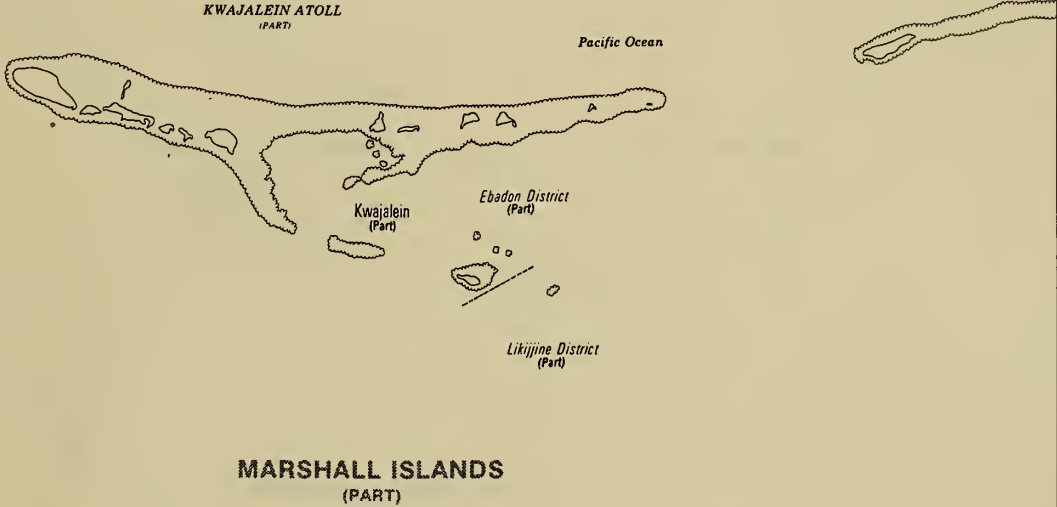 KWAJALEIN ATOLL
(PART)
Pacific Ocean
Ebadon District
(Part)
Kwajalein
(Part)
Likijjine District
(Part)
MARSHALL ISLANDS
(PART)